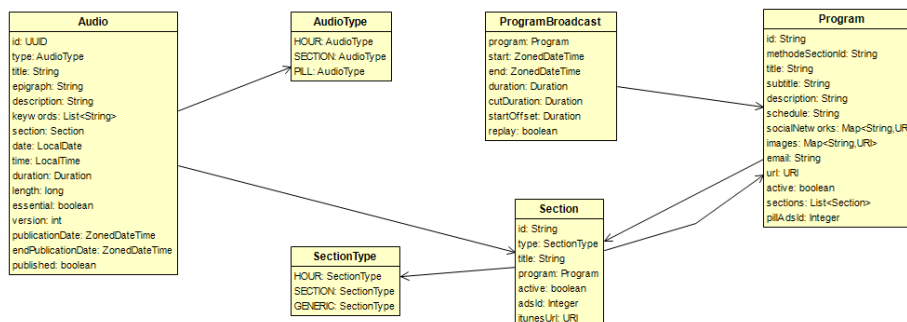 Audio
id: UUID
type: AudioType
title: String
epigraph: String
description: String
keywords: List<String>
section: Section
date: LocalDate
time: LocalTime
duration: Duration
length: long
essential: boolean
version: int
publicationDate: ZonedDateTime
endPublicationDate: ZonedDateTime
published: boolean
AudioType
HOUR: AudioType
SECTION: AudioType
PILL: AudioType
ProgramBroadcast
program: Program
start: ZonedDateTime
end: ZonedDateTime
duration: Duration
cutDuration: Duration
startOffset: Duration
replay: boolean
Program
id: String
methodeSectionId: String
title: String
subtitle: String
description: String
schedule: String
socialNetworks: Map<String,UR
images: Map<String,URI>
email: String
url: URI
active: boolean
sections: List<Section>
pillAdsId: Integer
SectionType
HOUR: SectionType
SECTION: SectionType
GENERIC: SectionType
Section
id: String
type: SectionType
title: String
program: Program
active: boolean
adsId: Integer
itunesUrl: URI